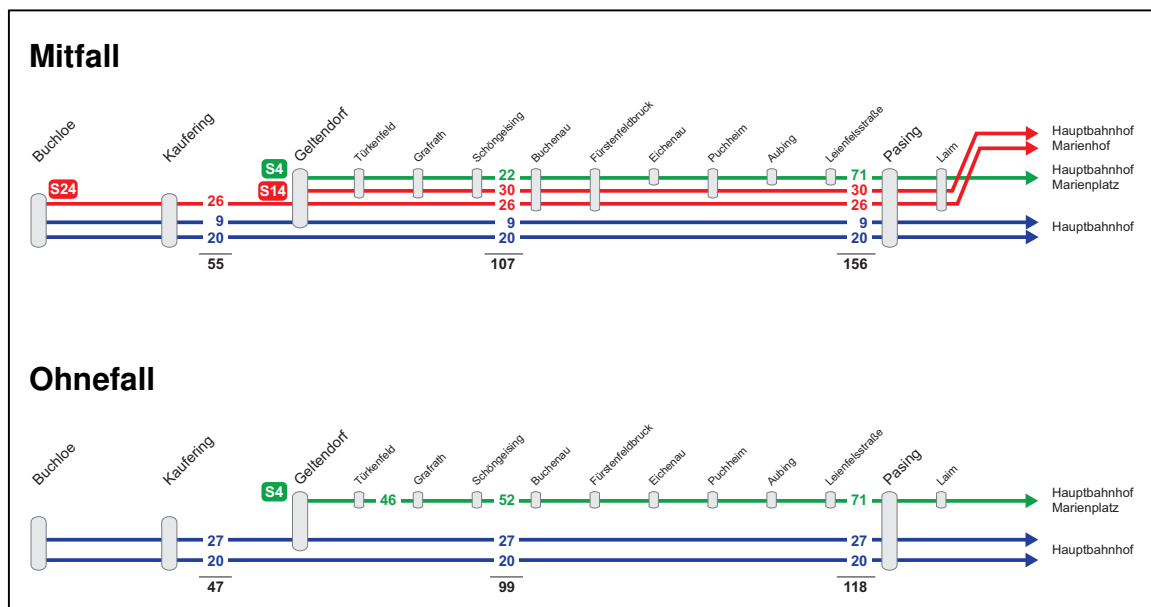 Mitfall
Buchloe
Kaufering
Geltendorf
Türkenfeld
Grafrath
Schöngeising
Buchenau
Fürstenfeldbruck
Eichenau
Puchheim
Aubing
Leienfelsstraße
Pasing
Laim
Hauptbahnhof
Marienhof
S4 22 71
Hauptbahnhof
Marienplatz
S14 30 30
S24 26 26 26
9 9 9
Hauptbahnhof
20 20 20
55 107 156
Ohnefall
Buchloe
Kaufering
Geltendorf
Türkenfeld
Grafrath
Schöngeising
Buchenau
Fürstenfeldbruck
Eichenau
Puchheim
Aubing
Leienfelsstraße
Pasing
Laim
S4 46 52 71
Hauptbahnhof
Marienplatz
27 27 27
Hauptbahnhof
20 20 20
47 99 118